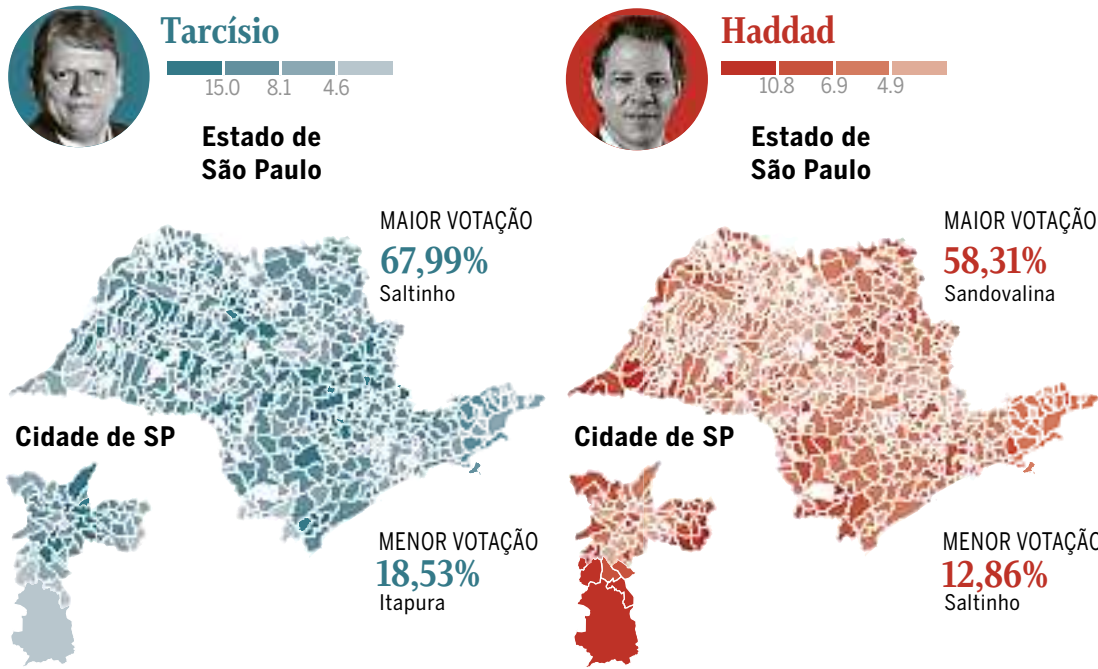 Tarcísio
15.0 8.1 4.6
Estado de
São Paulo
MAIOR VOTAÇÃO
67,99%
Saltinho
Cidade de SP
MENOR VOTAÇÃO
18,53%
Itapura
Haddad
10.8 6.9 4.9
Estado de
São Paulo
MAIOR VOTAÇÃO
58,31%
Sandovalina
Cidade de SP
MENOR VOTAÇÃO
12,86%
Saltinho